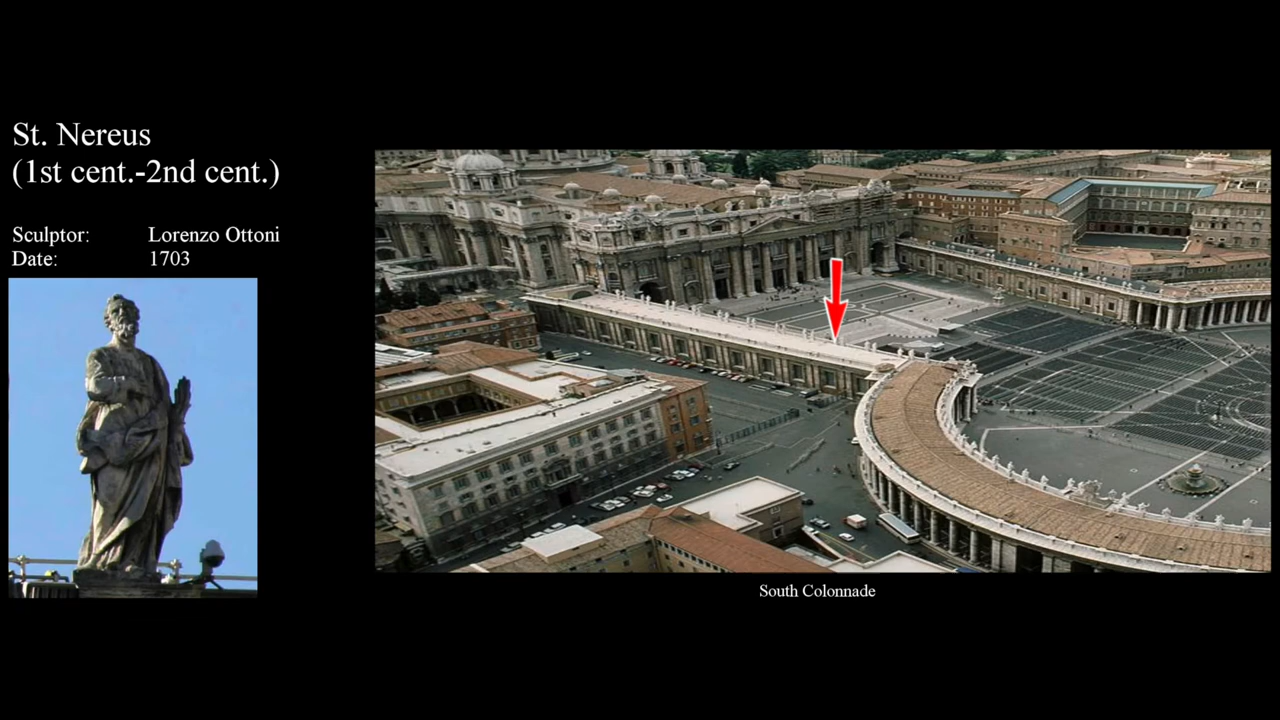 St. Nereus
(1st cent.-2nd cent.)
Sculptor: Lorenzo Ottoni
Date: 1703
South Colonnade